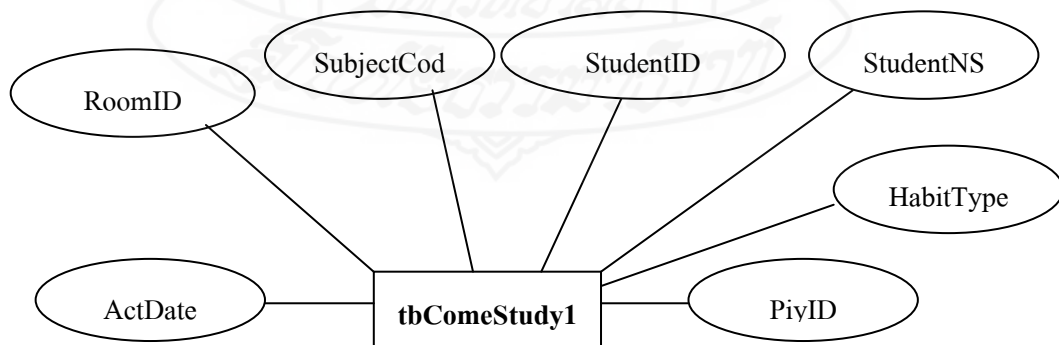 SubjectCod
StudentID
StudentNS
RoomID
HabitType
ActDate
tbComeStudy1
PiyID